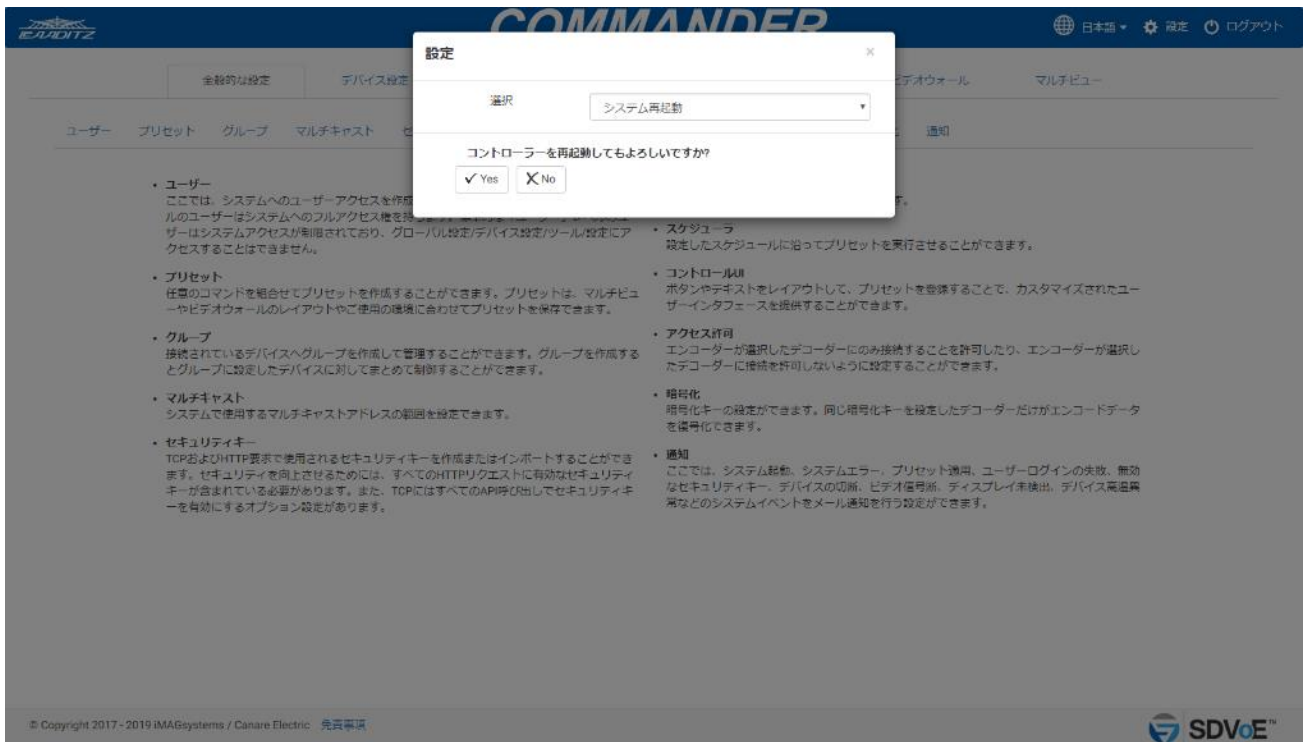 COMMANDER
日本語
設定
ログアウト
設定
×
全般的な設定
デバイス設定
ビデオウォール
マルチビュー
選択
システム再起動
ユーザー
プリセット
グループ
マルチキャスト
通知
コントローラーを再起動してもよろしいですか?
Yes
No
• ユーザー
ここでは、システムへのユーザーアクセスを作成
ルのユーザーはシステムへのフルアクセス権を持
ザーはシステムアクセスが制限されており、グローバル設定/デバイス設定/ツール/設定にア
クセスすることはできません。
• プリセット
任意のコマンドを組合せてプリセットを作成することができます。プリセットは、マルチビュ
ーやビデオウォールのレイアウトやご使用の環境に合わせてプリセットを保存できます。
• グループ
接続されているデバイスへグループを作成して管理することができます。グループを作成する
とグループに設定したデバイスに対してまとめて制御することができます。
• マルチキャスト
システムで使用するマルチキャストアドレスの範囲を設定できます。
• セキュリティキー
TCPおよびHTTP要求で使用されるセキュリティキーを作成またはインポートすることができ
ます。セキュリティを向上させるためには、すべてのHTTPリクエストに有効なセキュリティ
キーが含まれている必要があります。また、TCPにはすべてのAPI呼び出しでセキュリティキ
ーを有効にするオプション設定があります。
す。
• スケジューラ
設定したスケジュールに沿ってプリセットを実行させることができます。
• コントロールUI
ボタンやテキストをレイアウトして、プリセットを登録することで、カスタマイズされたユー
ザーインタフェースを提供することができます。
• アクセス許可
エンコーダーが選択したデコーダーにのみ接続することを許可したり、エンコーダーが選択し
たデコーダーに接続を許可しないように設定することができます。
• 暗号化
暗号化キーの設定ができます。同じ暗号化キーを設定したデコーダーだけがエンコードデータ
を復号化できます。
• 通知
ここでは、システム起動、システムエラー、プリセット適用、ユーザーログインの失敗、無効
なセキュリティキー、デバイスの切断、ビデオ信号断、ディスプレイ未検出、デバイス高温異
常などのシステムイベントをメール通知を行う設定ができます。
© Copyright 2017 - 2019 iMAGsystems / Canare Electric 免責事項
SDVoE™